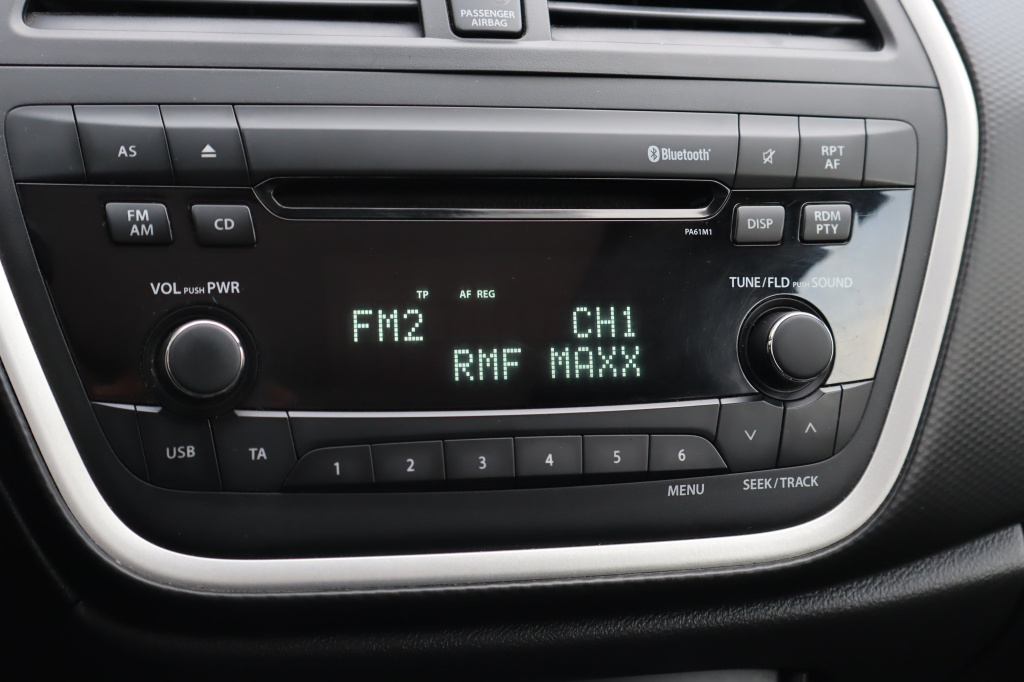 PASSENGER
AIRBAG
AS
Bluetooth
RPT
AF
FM
AM
CD
PA61M1
DISP
RDM
PTY
VOL PUSH PWR
TUNE/FLD PUSH SOUND
TP AF REG
FM2 CH1
RMF MAXX
USB
TA
1 2 3 4 5 6
MENU
SEEK/TRACK